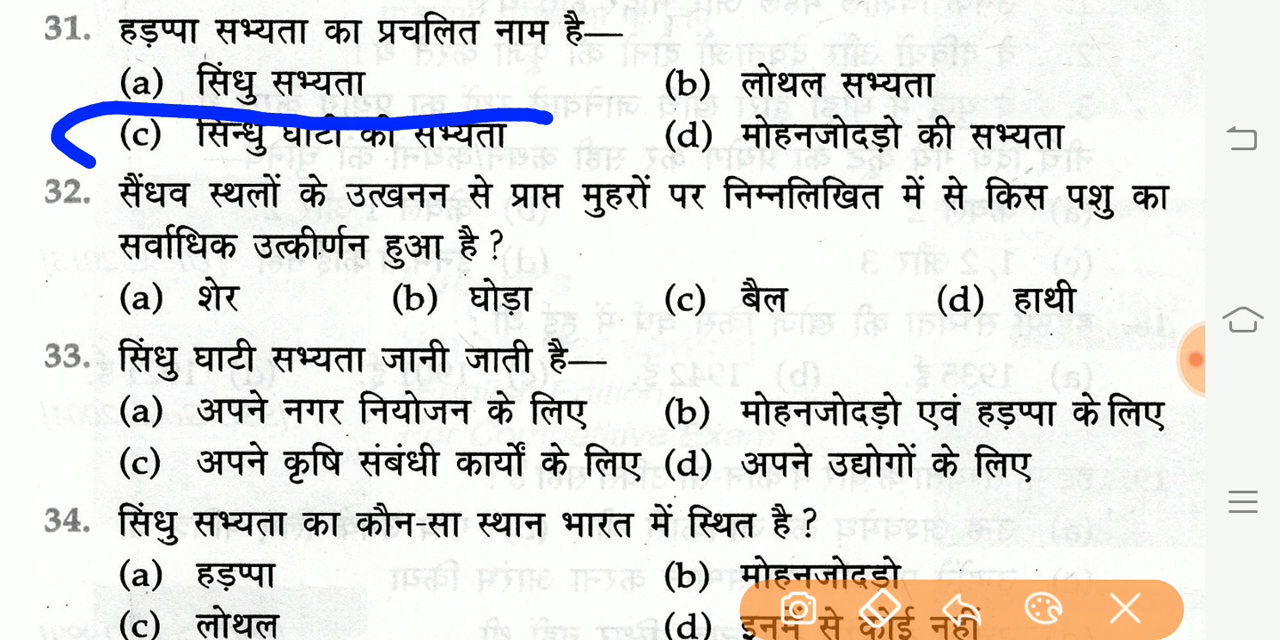 31. हड़प्पा सभ्यता का प्रचलित नाम है—
(a) सिंधु सभ्यता (b) लोथल सभ्यता
(c) सिन्धु घाटी की सभ्यता (d) मोहनजोदड़ो की सभ्यता
32. सैंधव स्थलों के उत्खनन से प्राप्त मुहरों पर निम्नलिखित में से किस पशु का
सर्वाधिक उत्कीर्णन हुआ है ?
(a) शेर (b) घोड़ा (c) बैल (d) हाथी
33. सिंधु घाटी सभ्यता जानी जाती है—
(a) अपने नगर नियोजन के लिए (b) मोहनजोदड़ो एवं हड़प्पा के लिए
(c) अपने कृषि संबंधी कार्यों के लिए (d) अपने उद्योगों के लिए
34. सिंधु सभ्यता का कौन-सा स्थान भारत में स्थित है ?
(a) हड़प्पा (b) मोहनजोदड़ो
(c) लोथल (d) इनमें से कोई नहीं